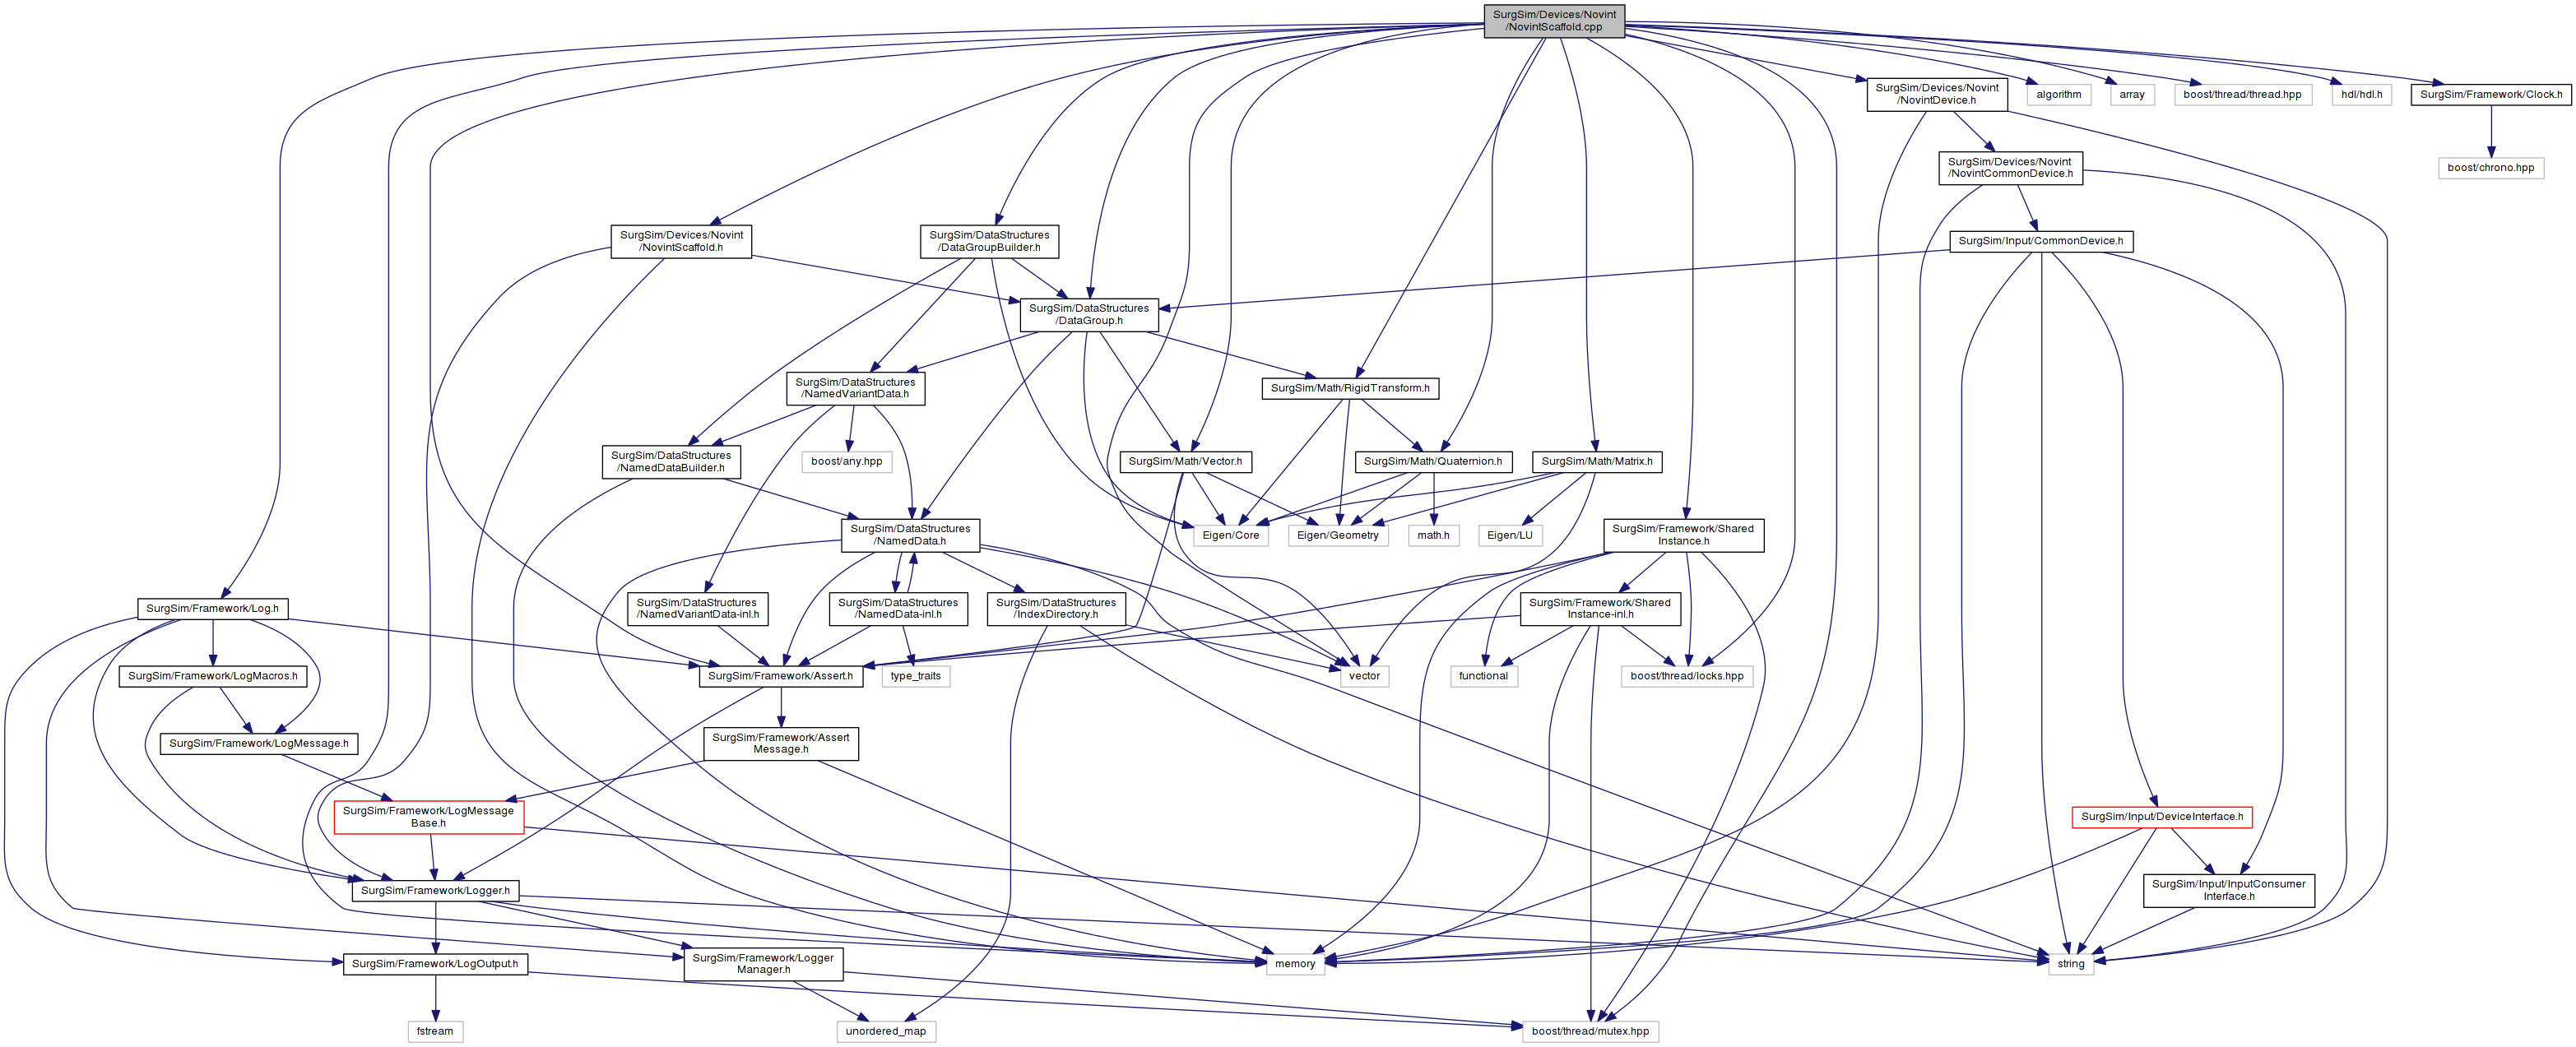 SurgSim/Devices/Novint
/NovintScaffold.cpp
SurgSim/Devices/Novint
/NovintDevice.h
algorithm
array
boost/thread/thread.hpp
hdl/hdl.h
SurgSim/Framework/Clock.h
SurgSim/Devices/Novint
/NovintCommonDevice.h
boost/chrono.hpp
SurgSim/Devices/Novint
/NovintScaffold.h
SurgSim/DataStructures
/DataGroupBuilder.h
SurgSim/Input/CommonDevice.h
SurgSim/DataStructures
/DataGroup.h
SurgSim/DataStructures
/NamedVariantData.h
SurgSim/Math/RigidTransform.h
SurgSim/DataStructures
/NamedDataBuilder.h
boost/any.hpp
SurgSim/Math/Vector.h
SurgSim/Math/Quaternion.h
SurgSim/Math/Matrix.h
SurgSim/DataStructures
/NamedData.h
Eigen/Core
Eigen/Geometry
math.h
Eigen/LU
SurgSim/Framework/Shared
Instance.h
SurgSim/Framework/Log.h
SurgSim/DataStructures
/NamedVariantData-inl.h
SurgSim/DataStructures
/NamedData-inl.h
SurgSim/DataStructures
/IndexDirectory.h
SurgSim/Framework/Shared
Instance-inl.h
SurgSim/Framework/LogMacros.h
SurgSim/Framework/Assert.h
type_traits
vector
functional
boost/thread/locks.hpp
SurgSim/Framework/LogMessage.h
SurgSim/Framework/Assert
Message.h
SurgSim/Framework/LogMessage
Base.h
SurgSim/Input/DeviceInterface.h
SurgSim/Framework/Logger.h
SurgSim/Input/InputConsumer
Interface.h
SurgSim/Framework/LogOutput.h
SurgSim/Framework/Logger
Manager.h
memory
string
fstream
unordered_map
boost/thread/mutex.hpp